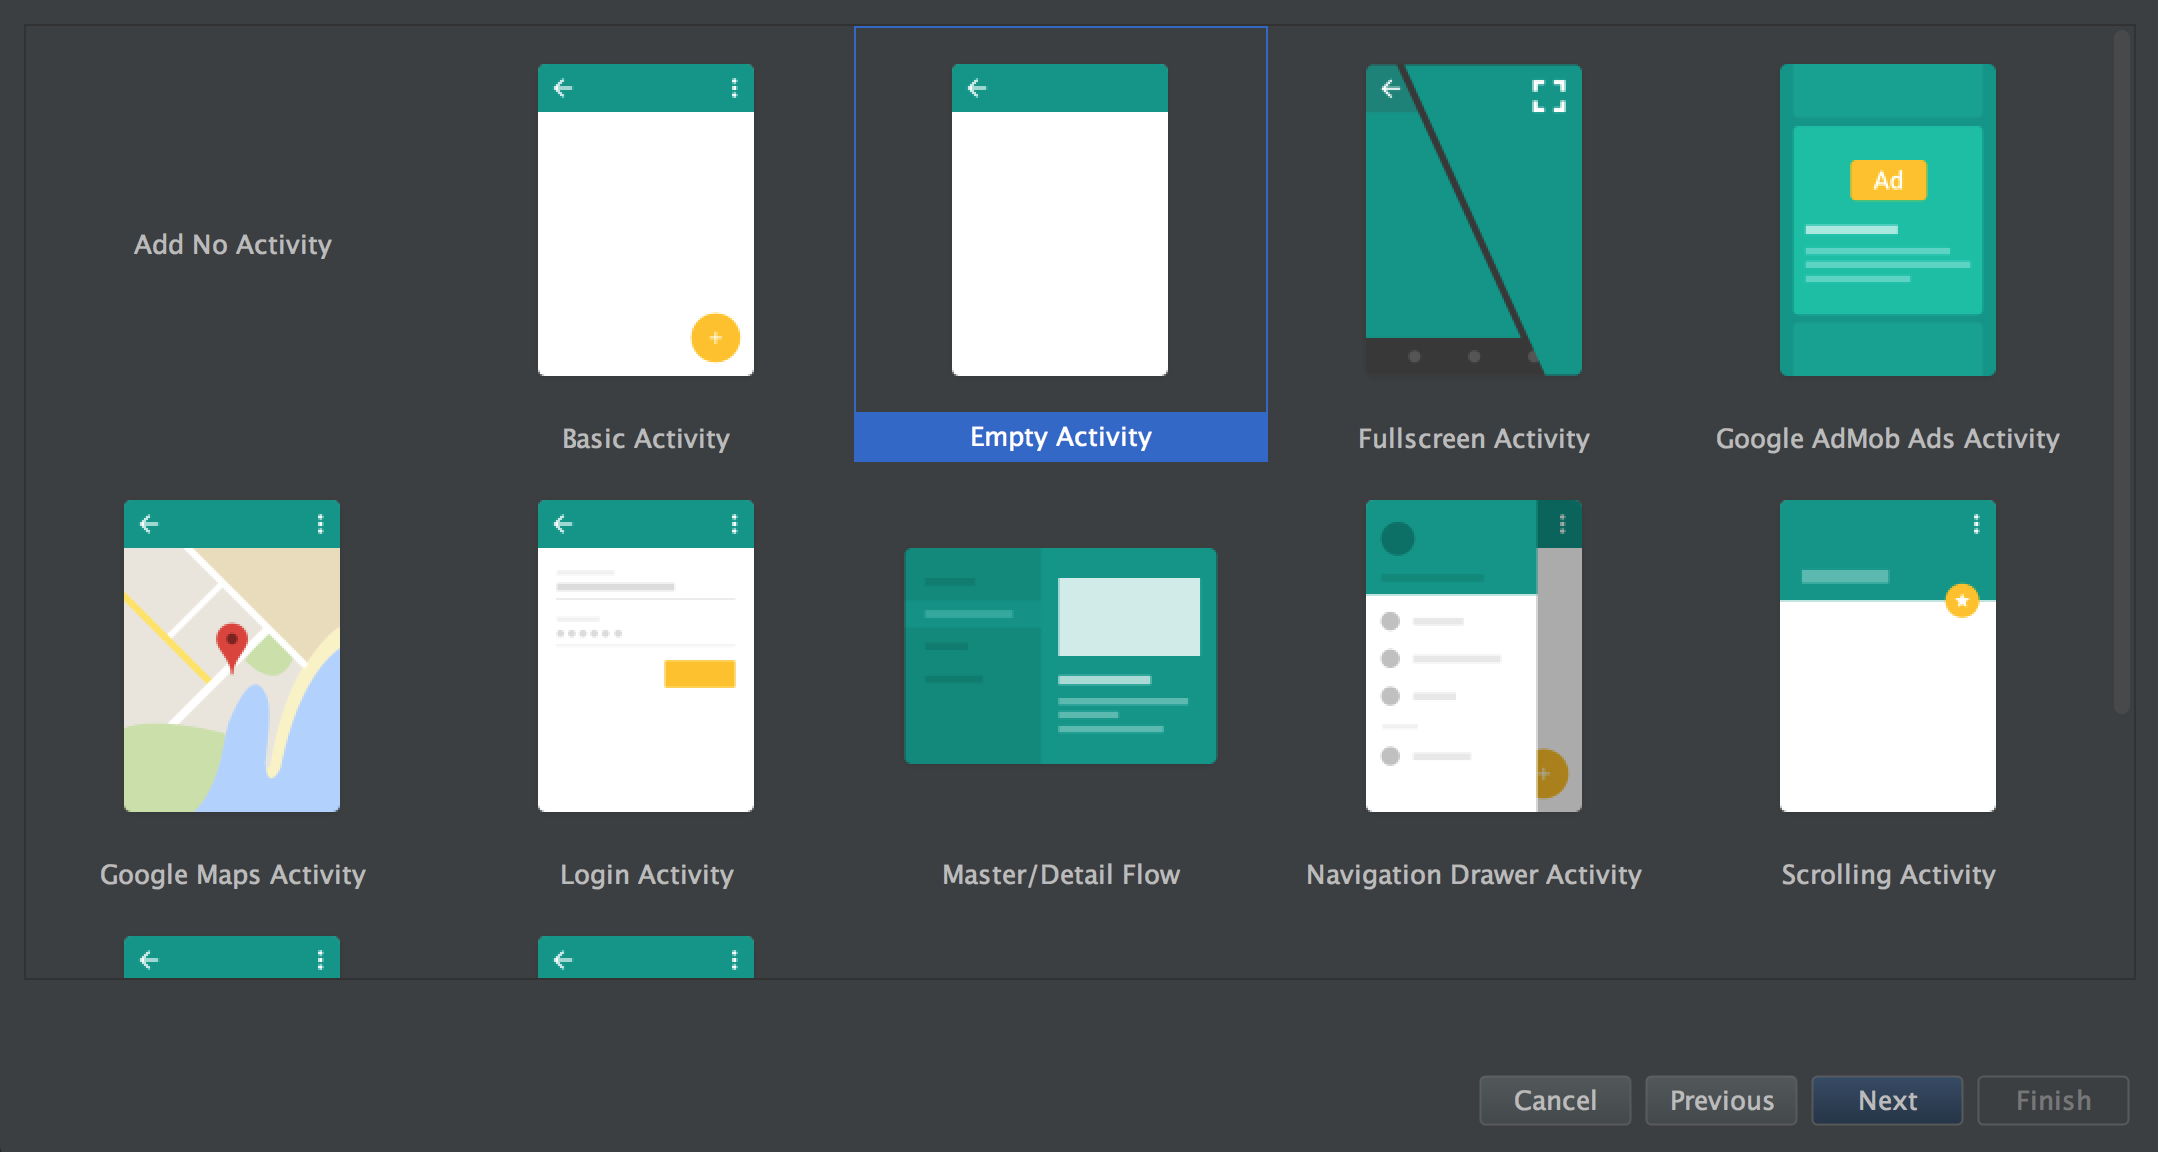 Add No Activity
Basic Activity
Empty Activity
Fullscreen Activity
Ad
Google AdMob Ads Activity
Google Maps Activity
Login Activity
Master/Detail Flow
Navigation Drawer Activity
Scrolling Activity
Cancel
Previous
Next
Finish